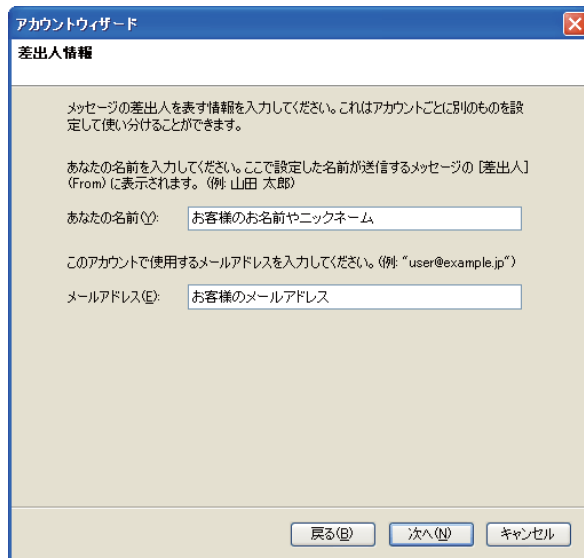 アカウントウィザード
差出人情報
メッセージの差出人を表す情報を入力してください。これはアカウントごとに別のものを設
定して使い分けることができます。
あなたの名前を入力してください。ここで設定した名前が送信するメッセージの [差出人]
(From) に表示されます。 (例: 山田 太郎)
あなたの名前(Y): お客様のお名前やニックネーム
このアカウントで使用するメールアドレスを入力してください。(例: "user@example.jp")
メールアドレス(E): お客様のメールアドレス
戻る(B) 次へ(N) キャンセル